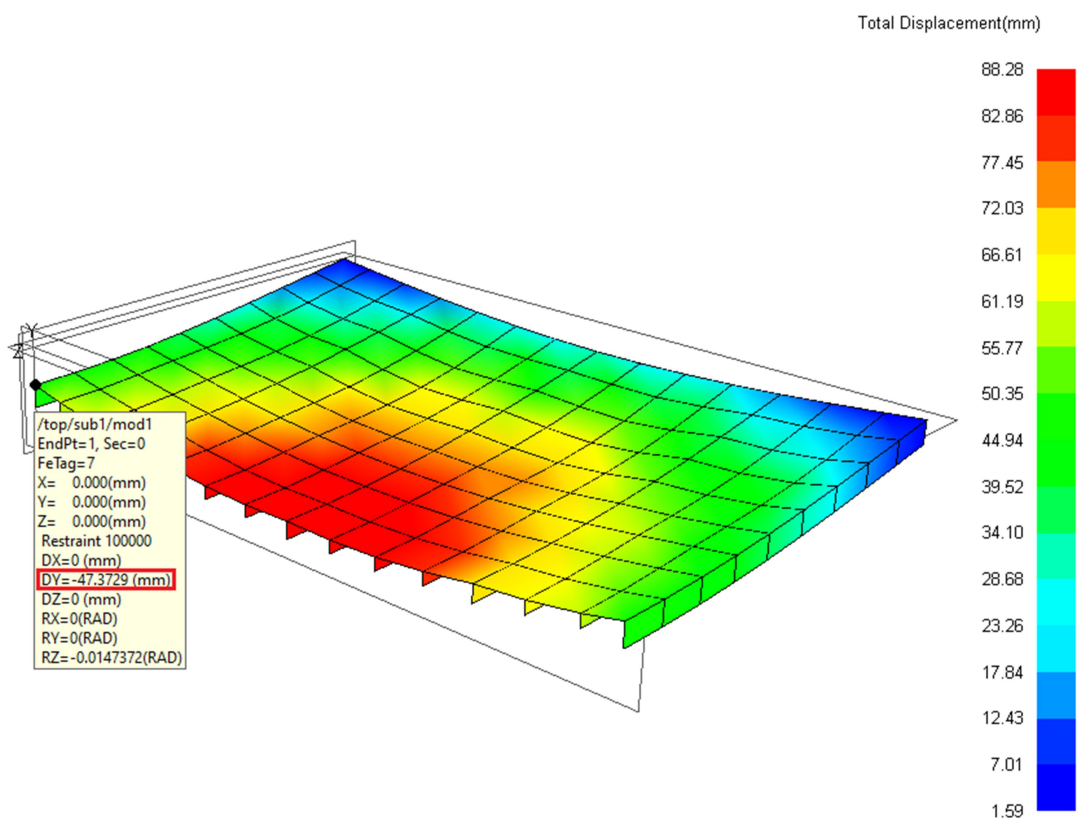 Total Displacement(mm)
88.28
82.86
77.45
72.03
66.61
61.19
55.77
50.35
44.94
39.52
34.10
28.68
23.26
17.84
12.43
7.01
1.59
Y
Z
/top/sub1/mod1
EndPt=1, Sec=0
FeTag=7
X= 0.000(mm)
Y= 0.000(mm)
Z= 0.000(mm)
Restraint 100000
DX=0 (mm)
DY=-47.3729 (mm)
DZ=0 (mm)
RX=0(RAD)
RY=0(RAD)
RZ=-0.0147372(RAD)